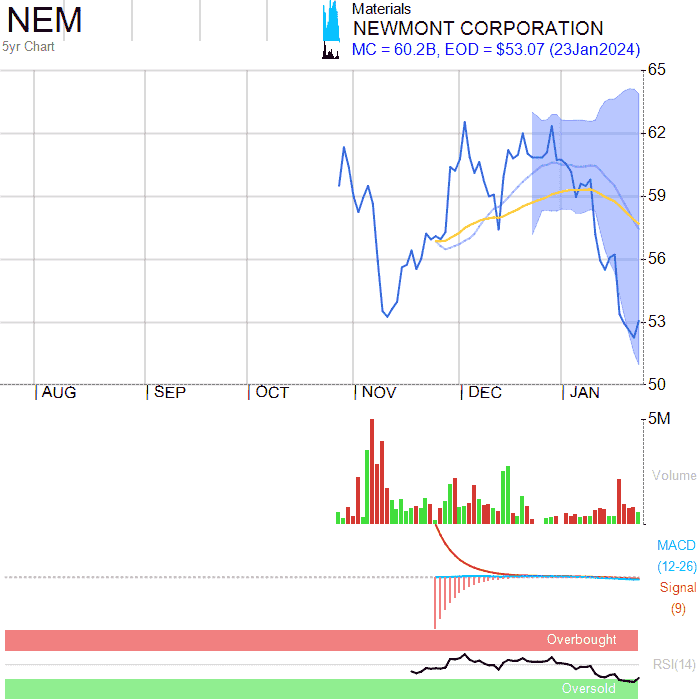 NEM
5yr Chart
Materials
NEWMONT CORPORATION
MC = 60.2B, EOD = $53.07 (23Jan2024)
65
62
59
56
53
50
AUG SEP OCT NOV DEC JAN
5M
Volume
MACD
(12-26)
Signal
(9)
Overbought
RSI(14)
Oversold